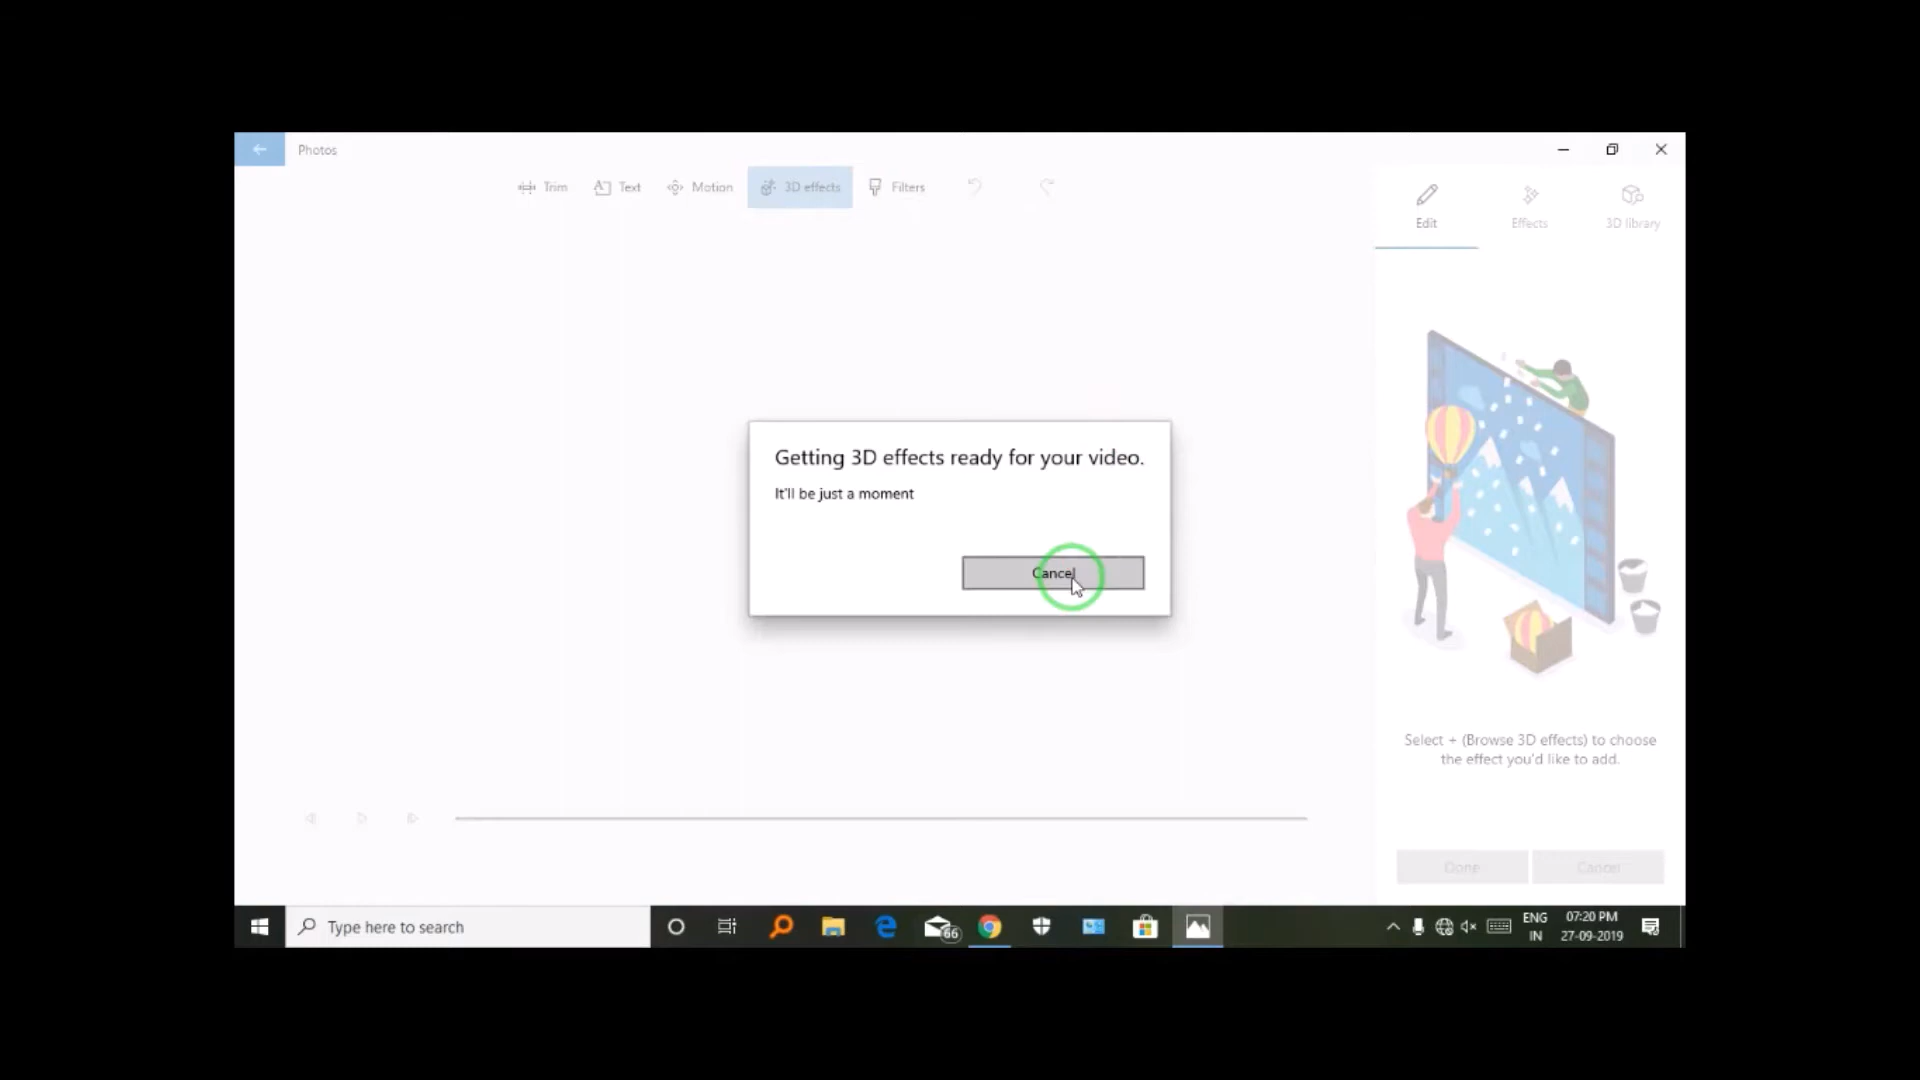 Photos
Trim Text Motion 3D effects Filters
Edit Effects 3D library
Getting 3D effects ready for your video.
It'll be just a moment
Cancel
Select + (Browse 3D effects) to choose
the effect you'd like to add.
Done Cancel
Type here to search
66
ENG
IN
07:20 PM
27-09-2019